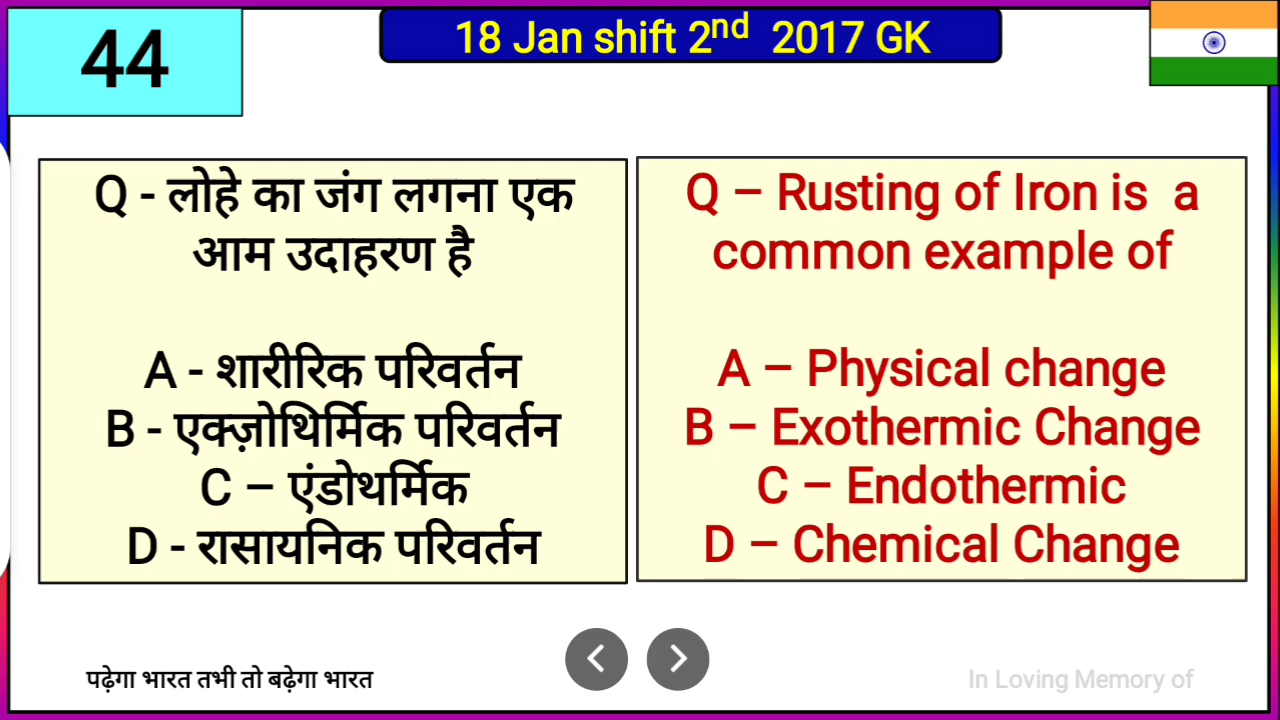 44
18 Jan shift 2nd 2017 GK
Q - लोहे का जंग लगना एक
आम उदाहरण है
A - शारीरिक परिवर्तन
B - एक्ज़ोथिर्मिक परिवर्तन
C – एंडोथर्मिक
D - रासायनिक परिवर्तन
Q – Rusting of Iron is a
common example of
A – Physical change
B – Exothermic Change
C – Endothermic
D – Chemical Change
पढ़ेगा भारत तभी तो बढ़ेगा भारत
In Loving Memory of